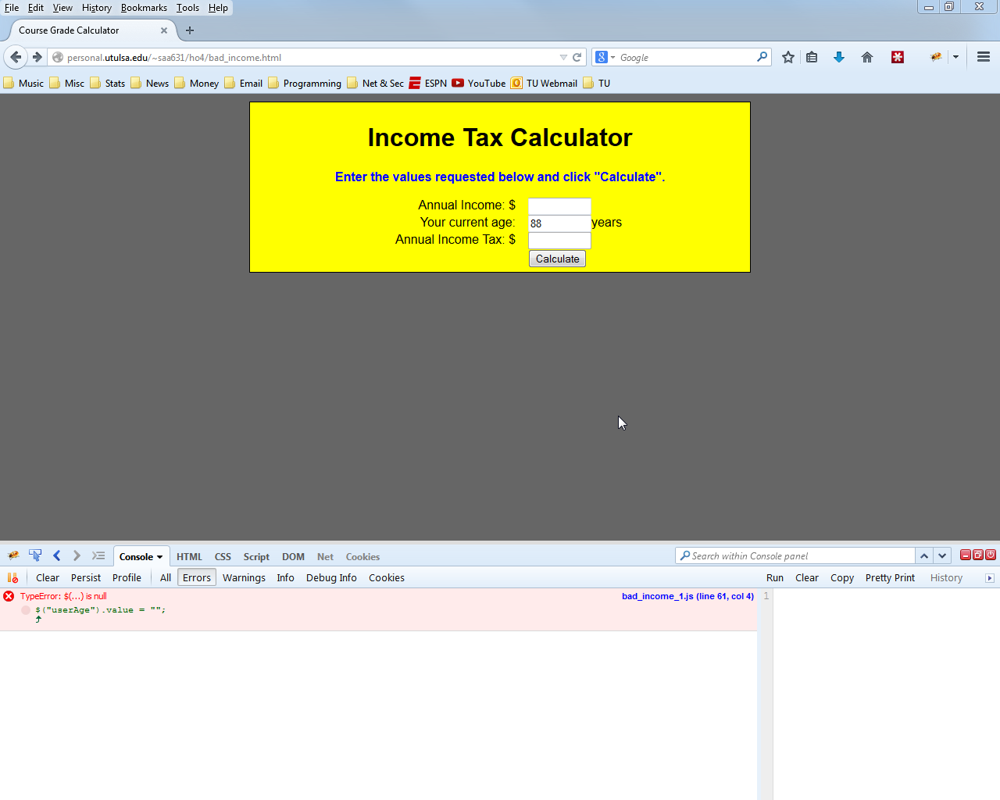 File Edit View History Bookmarks Tools Help
Course Grade Calculator
personal.utulsa.edu/~saa631/ho4/bad_income.html
8 Google
Music Misc Stats News Money Email Programming Net & Sec ESPN YouTube TU Webmail TU
Income Tax Calculator
Enter the values requested below and click "Calculate".
Annual Income: $
Your current age: 88 years
Annual Income Tax: $
Calculate
Console HTML CSS Script DOM Net Cookies Search within Console panel
Clear Persist Profile All Errors Warnings Info Debug Info Cookies Run Clear Copy Pretty Print History
TypeError: $(...) is null bad_income_1.js (line 61, col 4) 1
$("userAge").value = "";